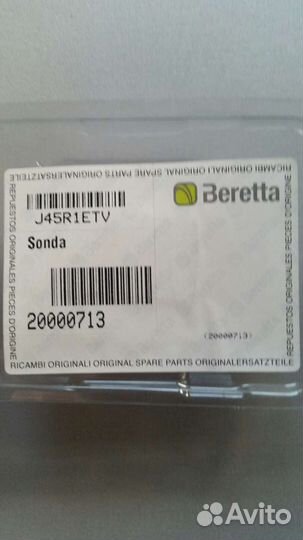 RICAMBI ORIGINALI ORIGINAL SPARE PARTS ORIGINALERSATZTEILE
J45R1ETV
Beretta
Sonda
20000713
(20000713)
REPUESTOS ORIGINALES PIECES D'ORIGINE
REPUESTOS ORIGINALES PIECES D'ORIGINE
RICAMBI ORIGINALI ORIGINAL SPARE PARTS ORIGINALERSATZTEILE
Avito